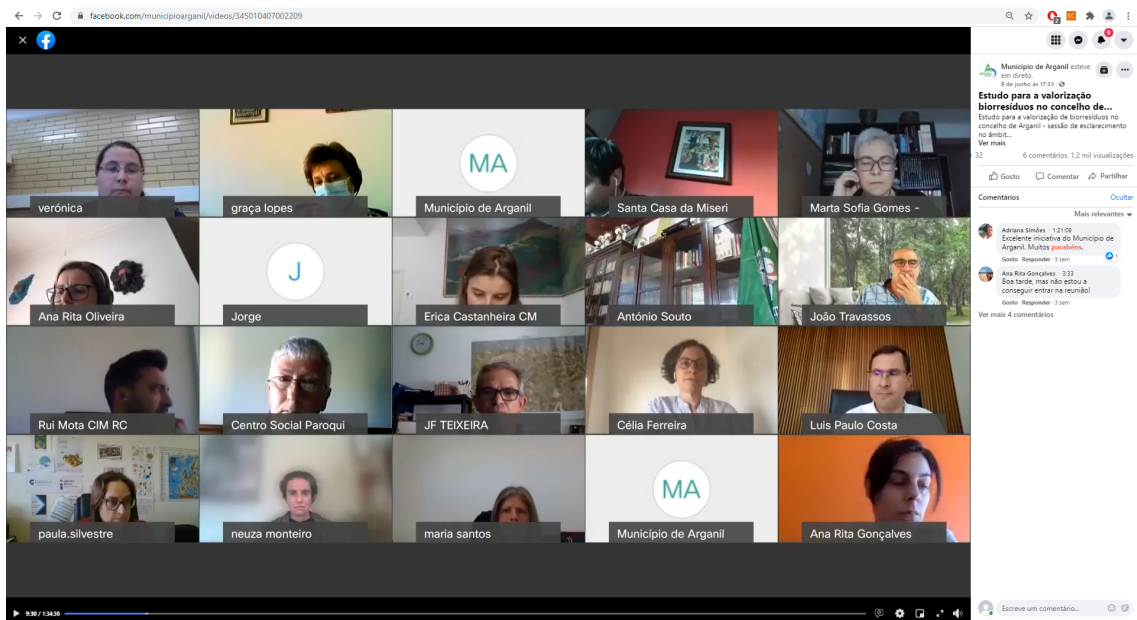 facebook.com/municipioarganil/videos/345010407002209
SC
2
9
verónica
graça lopes
MA
Município de Arganil
Santa Casa da Miseri
Marta Sofia Gomes -
Ana Rita Oliveira
J
Jorge
Erica Castanheira CM
António Souto
João Travassos
Rui Mota CIM RC
Centro Social Paroqui
JF TEIXEIRA
Célia Ferreira
Luis Paulo Costa
paula.silvestre
neuza monteiro
maria santos
MA
Município de Arganil
Ana Rita Gonçalves
9:30 / 1:34:36
Município de Arganil esteve
em direto.
8 de junho às 17:33
Estudo para a valorização
biorresíduos no concelho de...
Estudo para a valorização de biorresíduos no
concelho de Arganil - sessão de esclarecimento
no âmbit...
Ver mais
32
6 comentários 1,2 mil visualizações
Gosto
Comentar
Partilhar
Comentários
Ocultar
Mais relevantes
Adriana Simões · 1:21:08
Excelente iniciativa do Município de
Arganil. Muitos parabéns.
1
Gosto · Responder · 3 sem
Ana Rita Gonçalves · 3:33
Boa tarde, mas não estou a
conseguir entrar na reunião!
Gosto · Responder · 3 sem
Ver mais 4 comentários
Escreve um comentário...